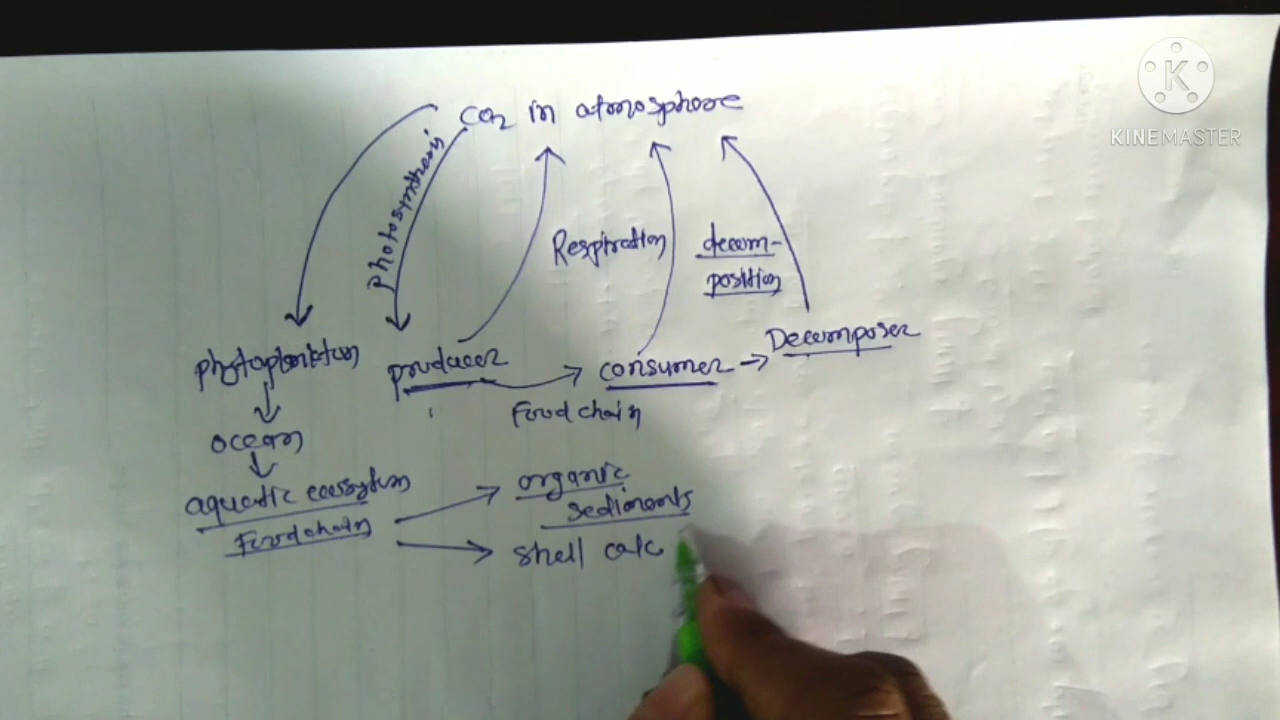 CO2 in atmosphere
Photosynthesis
Respiration
decom-
position
Decomposer
phytoplankton
producer
consumer
Food chain
ocean
aquatic ecosystem
Food chain
organic
sediments
shell calc
K
KINEMASTER